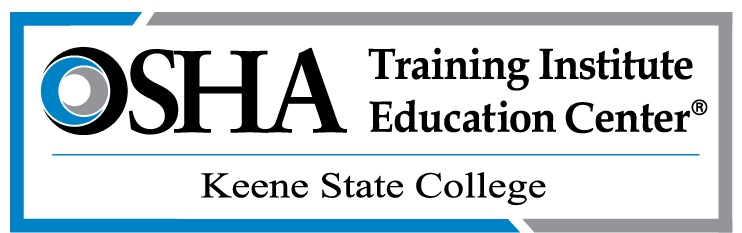 OSHA
Training Institute
Education Center®
Keene State College